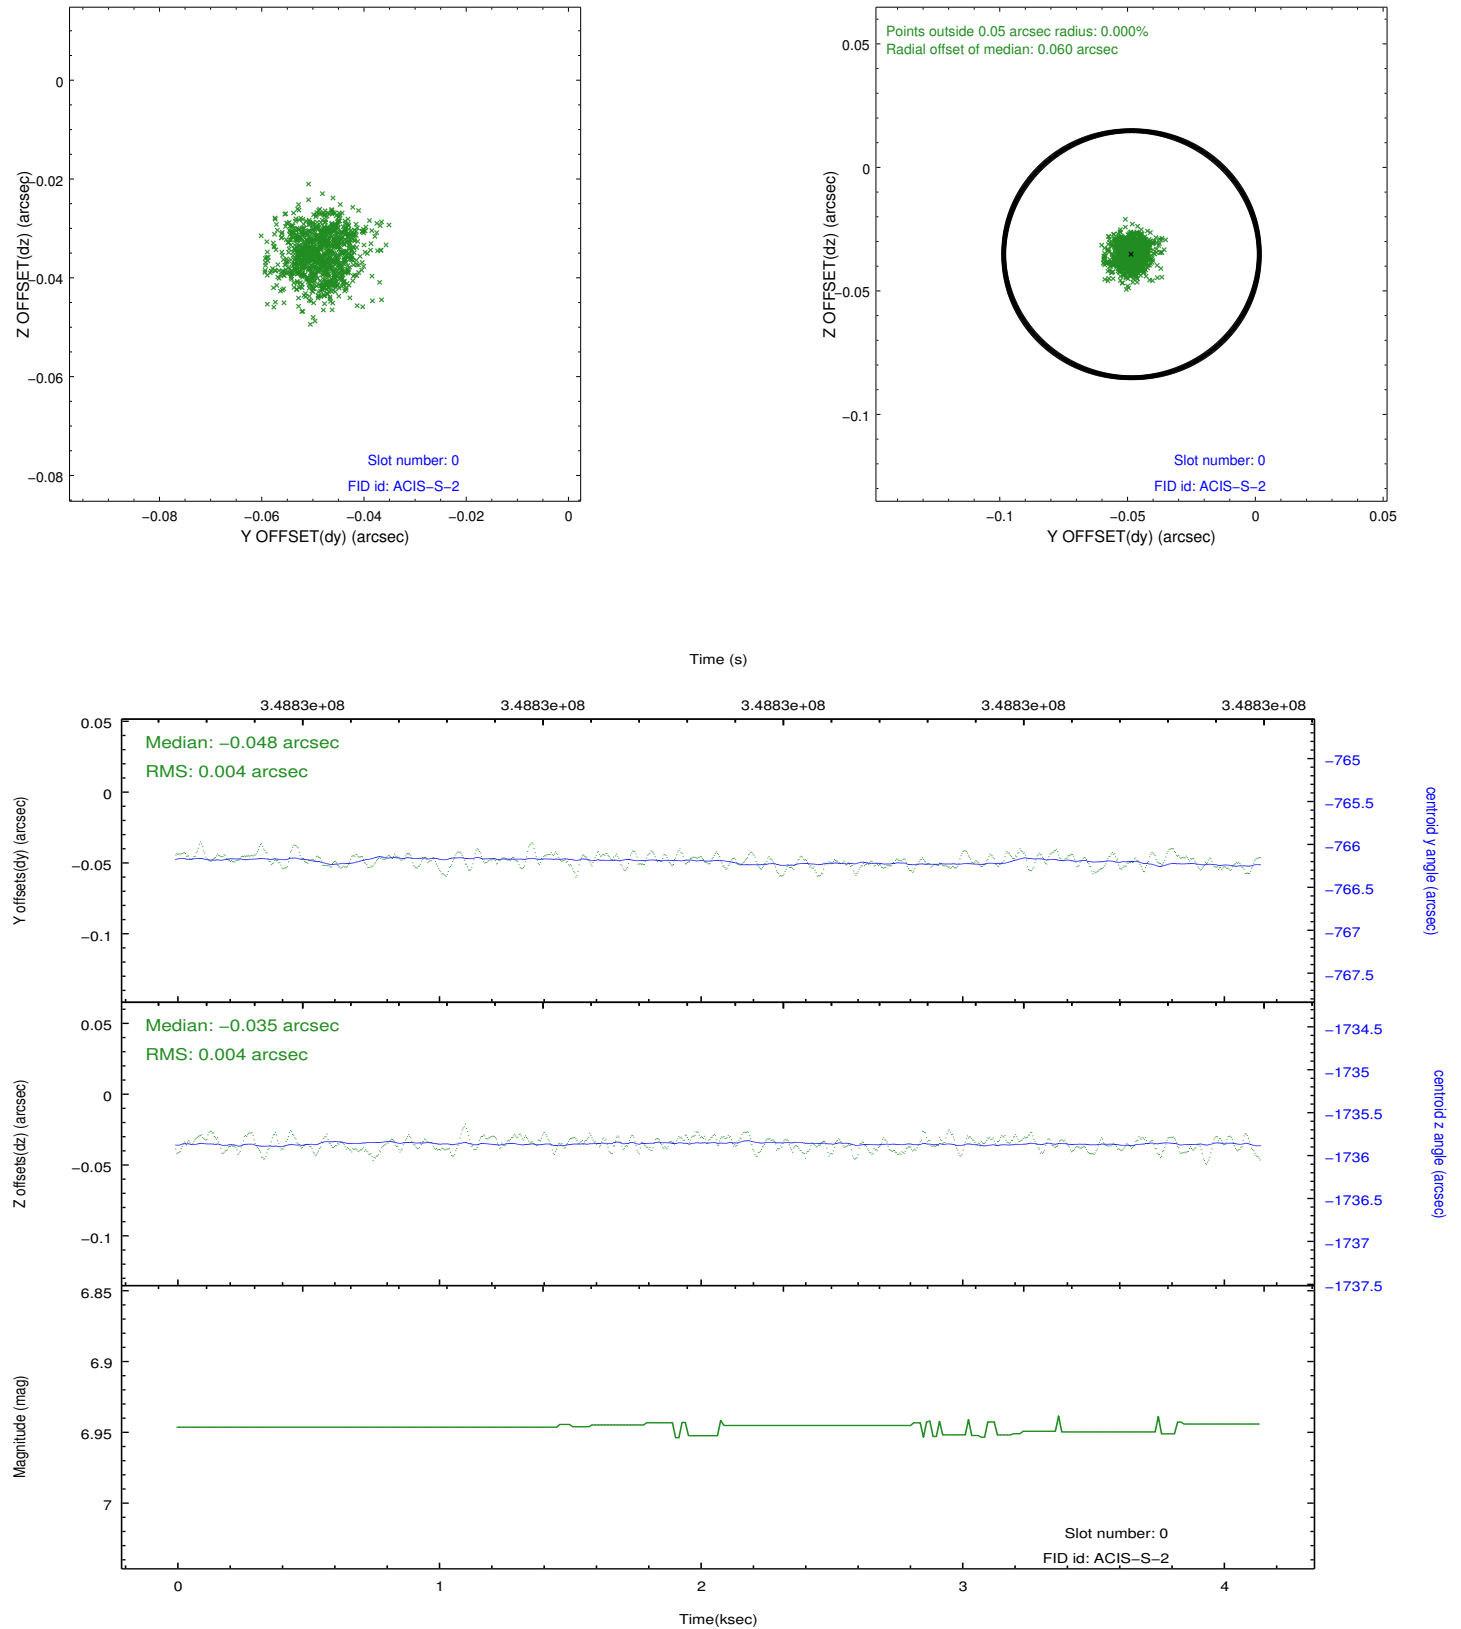 0
−0.02
−0.04
−0.06
−0.08
Z OFFSET(dz) (arcsec)
Slot number: 0
FID id: ACIS−S−2
−0.08
−0.06
−0.04
−0.02
0
Y OFFSET(dy) (arcsec)
Points outside 0.05 arcsec radius: 0.000%
Radial offset of median: 0.060 arcsec
0.05
0
−0.05
−0.1
Z OFFSET(dz) (arcsec)
Slot number: 0
FID id: ACIS−S−2
−0.1
−0.05
0
0.05
Y OFFSET(dy) (arcsec)
Time (s)
3.4883e+08
3.4883e+08
3.4883e+08
3.4883e+08
3.4883e+08
Median: −0.048 arcsec
RMS: 0.004 arcsec
0.05
0
−0.05
−0.1
Y offsets(dy) (arcsec)
−765
−765.5
−766
−766.5
−767
−767.5
centroid y angle (arcsec)
Median: −0.035 arcsec
RMS: 0.004 arcsec
0.05
0
−0.05
−0.1
Z offsets(dz) (arcsec)
−1734.5
−1735
−1735.5
−1736
−1736.5
−1737
−1737.5
centroid z angle (arcsec)
6.85
6.9
6.95
7
Magnitude (mag)
Slot number: 0
FID id: ACIS−S−2
0
1
2
3
4
Time(ksec)